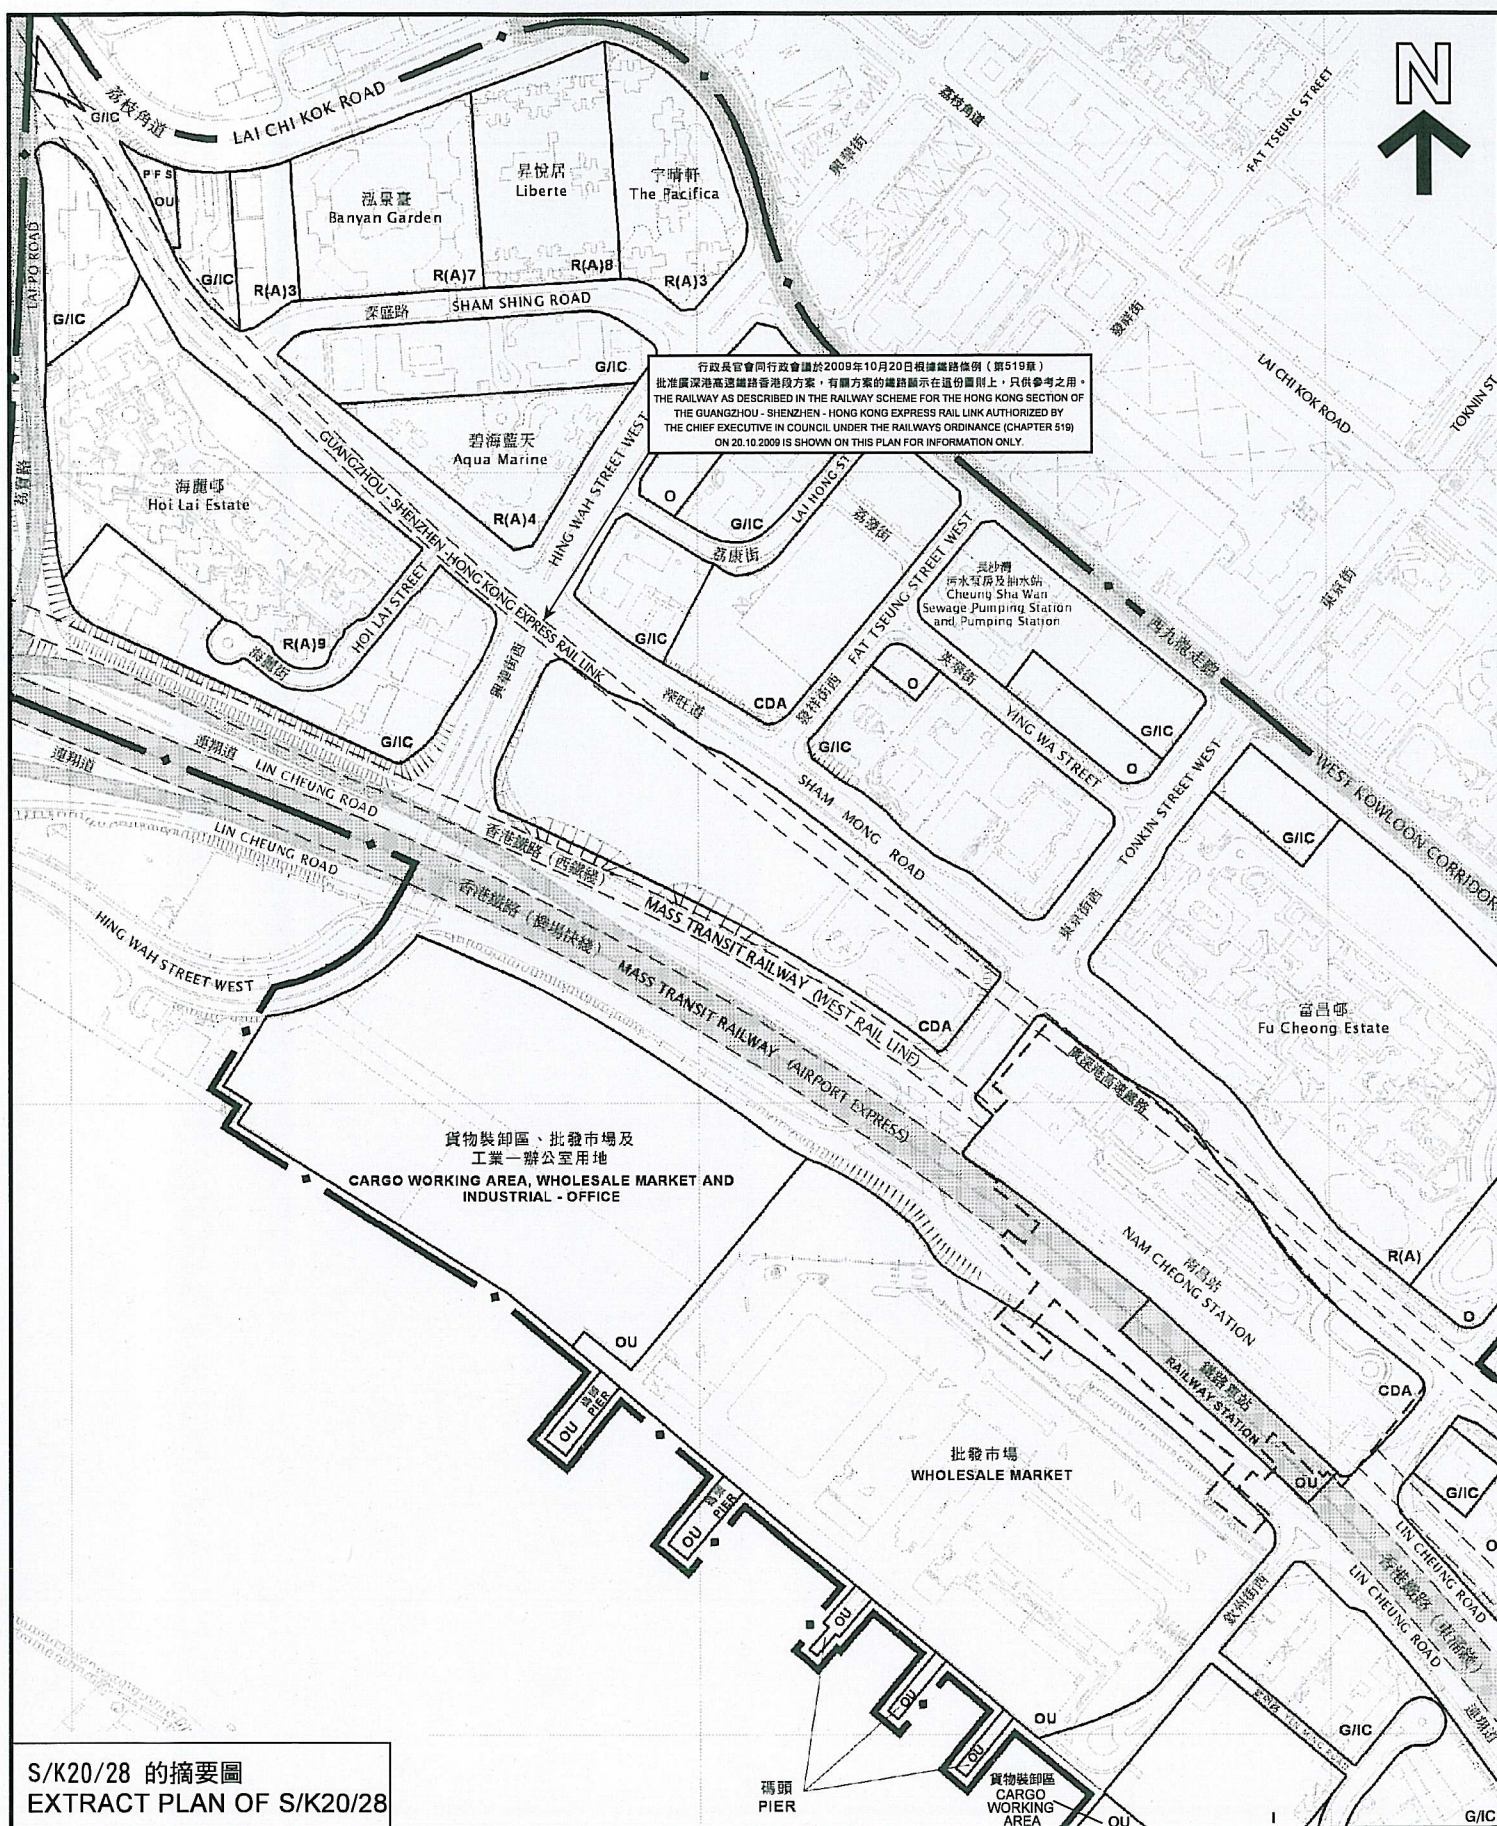 N
荔枝角道
LAI CHI KOK ROAD
G/IC
荔枝角道
興華街
FAT TSEUNG STREET
PFS
OU
昇悅居
Liberte
宇晴軒
The Pacifica
泓景臺
Banyan Garden
LAI PO ROAD
G/IC
R(A)3
R(A)7
R(A)8
R(A)3
深盛路
SHAM SHING ROAD
G/IC
發祥街
LAI CHI KOK ROAD
TOKNIN ST
G/IC
行政長官會同行政會議於2009年10月20日根據鐵路條例（第519章）
批准廣深港高速鐵路香港段方案，有關方案的鐵路顯示在這份圖則上，只供參考之用。
THE RAILWAY AS DESCRIBED IN THE RAILWAY SCHEME FOR THE HONG KONG SECTION OF
THE GUANGZHOU - SHENZHEN - HONG KONG EXPRESS RAIL LINK AUTHORIZED BY
THE CHIEF EXECUTIVE IN COUNCIL UNDER THE RAILWAYS ORDINANCE (CHAPTER 519)
ON 20.10.2009 IS SHOWN ON THIS PLAN FOR INFORMATION ONLY.
碧海藍天
Aqua Marine
R(A)4
HING WAH STREET WEST
GUANGZHOU - SHENZHEN - HONG KONG EXPRESS RAIL LINK
荔寶路
海麗邨
Hoi Lai Estate
O
G/IC
LAI HONG ST
荔康街
荔澄街
FAT TSEUNG STREET WEST
長沙灣
污水泵房及抽水站
Cheung Sha Wan
Sewage Pumping Station
and Pumping Station
東京街
西九龍走廊
R(A)9
HOI LAI STREET
海麗街
G/IC
興華街西
深旺道
CDA
發祥街西
O
英華街
YING WA STREET
G/IC
O
G/IC
G/IC
連翔道
連翔道
LIN CHEUNG ROAD
LIN CHEUNG ROAD
SHAM MONG ROAD
TONKIN STREET WEST
東京街西
WEST KOWLOON CORRIDOR
G/IC
香港鐵路（西鐵綫）
MASS TRANSIT RAILWAY (WEST RAIL LINE)
香港鐵路（機場快綫）
MASS TRANSIT RAILWAY (AIRPORT EXPRESS)
HING WAH STREET WEST
CDA
富昌邨
Fu Cheong Estate
廣深港高速鐵路
貨物裝卸區、批發市場及
工業—辦公室用地
CARGO WORKING AREA, WHOLESALE MARKET AND
INDUSTRIAL - OFFICE
OU
南昌站
NAM CHEONG STATION
R(A)
O
鐵路車站
RAILWAY STATION
CDA
OU
碼頭
PIER
OU
批發市場
WHOLESALE MARKET
OU
G/IC
碼頭
PIER
OU
O
LIN CHEUNG ROAD
香港鐵路（東涌綫）
LIN CHEUNG ROAD
連翔道
欽州街西
OU
OU
OU
OU
G/IC
碼頭
PIER
貨物裝卸區
CARGO
WORKING
AREA
OU
I
G/IC
S/K20/28 的摘要圖
EXTRACT PLAN OF S/K20/28